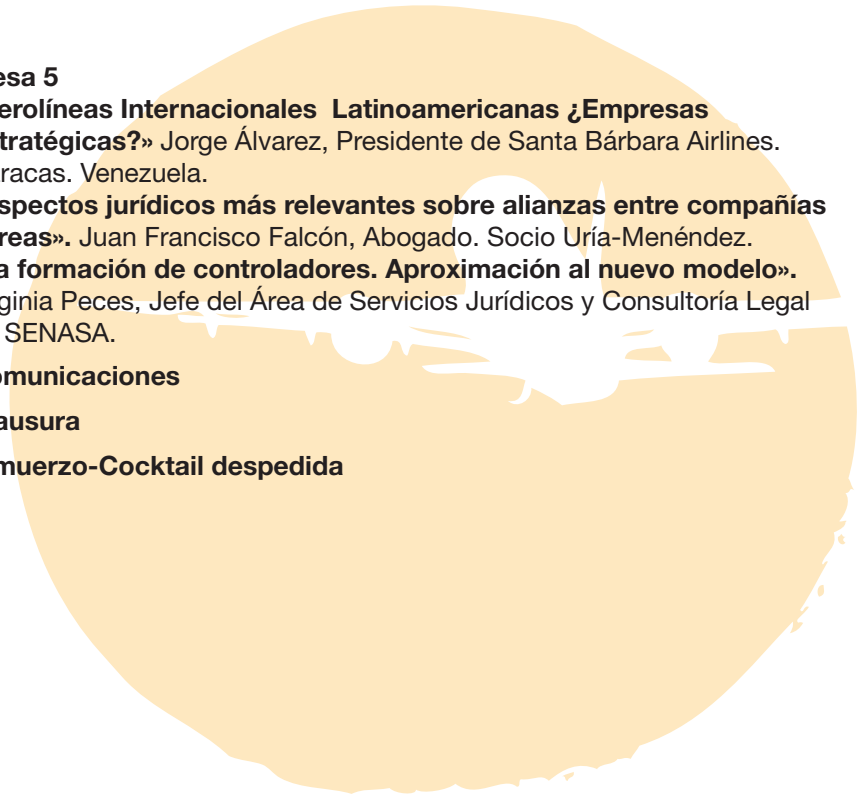 esa 5
erolíneas Internacionales Latinoamericanas ¿Empresas
tratégicas?» Jorge Álvarez, Presidente de Santa Bárbara Airlines.
racas. Venezuela.
spectos jurídicos más relevantes sobre alianzas entre compañías
reas». Juan Francisco Falcón, Abogado. Socio Uría-Menéndez.
a formación de controladores. Aproximación al nuevo modelo».
ginia Peces, Jefe del Área de Servicios Jurídicos y Consultoría Legal
SENASA.
omunicaciones
ausura
muerzo-Cocktail despedida